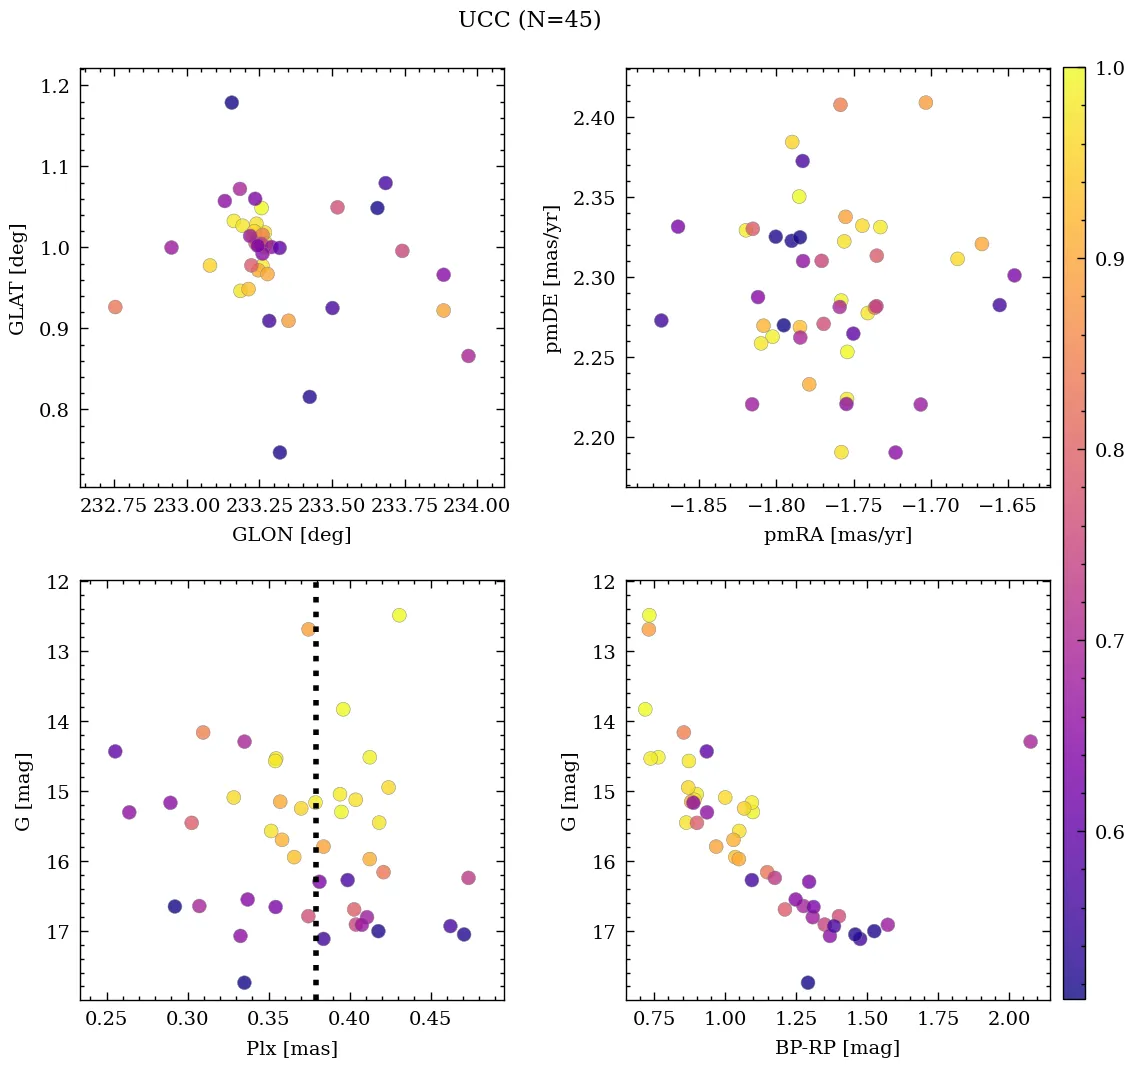 UCC (N=45)
1.2
1.1
1.0
0.9
0.8
GLAT [deg]
232.75 233.00 233.25 233.50 233.75 234.00
GLON [deg]
2.40
2.35
2.30
2.25
2.20
pmDE [mas/yr]
−1.85 −1.80 −1.75 −1.70 −1.65
pmRA [mas/yr]
12
13
14
15
16
17
G [mag]
0.25 0.30 0.35 0.40 0.45
Plx [mas]
12
13
14
15
16
17
G [mag]
0.75 1.00 1.25 1.50 1.75 2.00
BP-RP [mag]
1.0
0.9
0.8
0.7
0.6